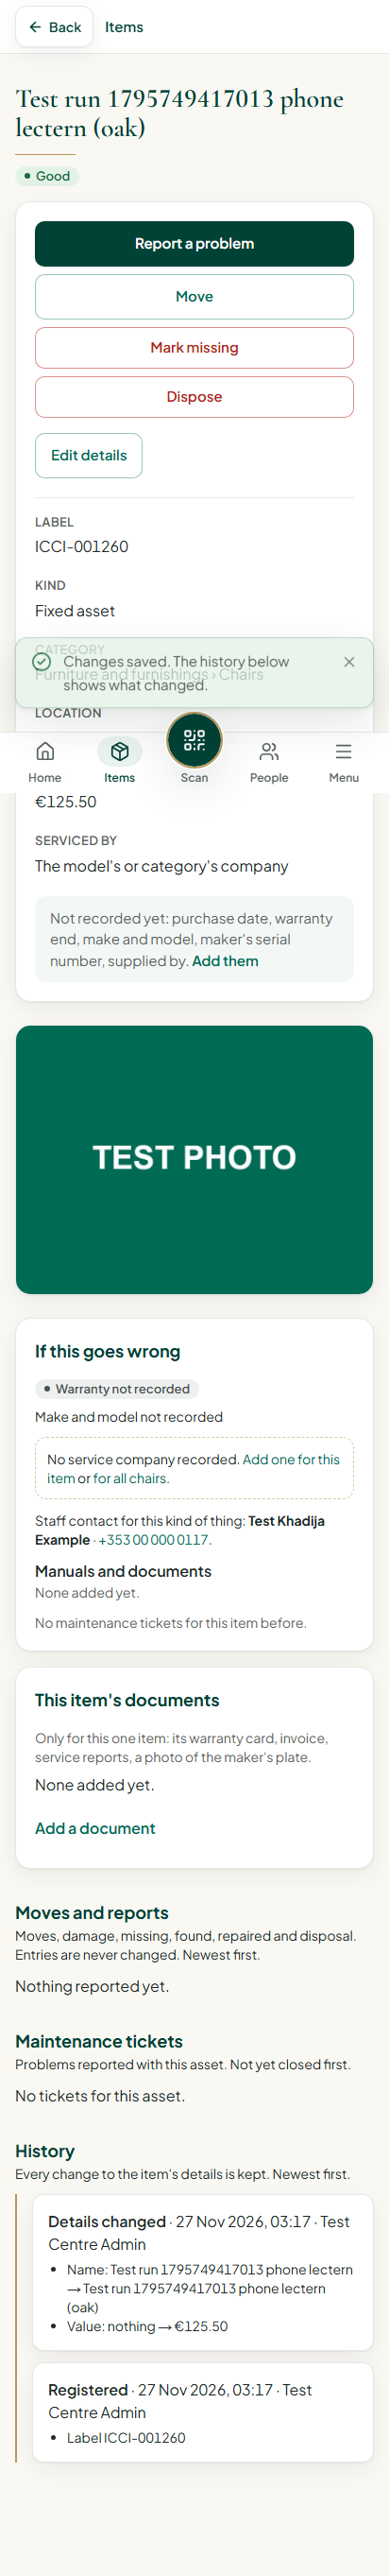 Back
Items
Test run 1795749417013 phone
lectern (oak)
Good
Report a problem
Move
Mark missing
Dispose
Edit details
LABEL
ICCI-001260
KIND
Fixed asset
CATEGORY
Furniture and furnishings › Chairs
Changes saved. The history below
shows what changed.
LOCATION
Home
Items
Scan
People
Menu
€125.50
SERVICED BY
The model's or category's company
Not recorded yet: purchase date, warranty
end, make and model, maker's serial
number, supplied by. Add them
TEST PHOTO
If this goes wrong
Warranty not recorded
Make and model not recorded
No service company recorded. Add one for this
item or for all chairs.
Staff contact for this kind of thing: Test Khadija
Example · +353 00 000 0117.
Manuals and documents
None added yet.
No maintenance tickets for this item before.
This item's documents
Only for this one item: its warranty card, invoice,
service reports, a photo of the maker's plate.
None added yet.
Add a document
Moves and reports
Moves, damage, missing, found, repaired and disposal.
Entries are never changed. Newest first.
Nothing reported yet.
Maintenance tickets
Problems reported with this asset. Not yet closed first.
No tickets for this asset.
History
Every change to the item's details is kept. Newest first.
Details changed · 27 Nov 2026, 03:17 · Test
Centre Admin
• Name: Test run 1795749417013 phone lectern
→ Test run 1795749417013 phone lectern
(oak)
• Value: nothing → €125.50
Registered · 27 Nov 2026, 03:17 · Test
Centre Admin
• Label ICCI-001260